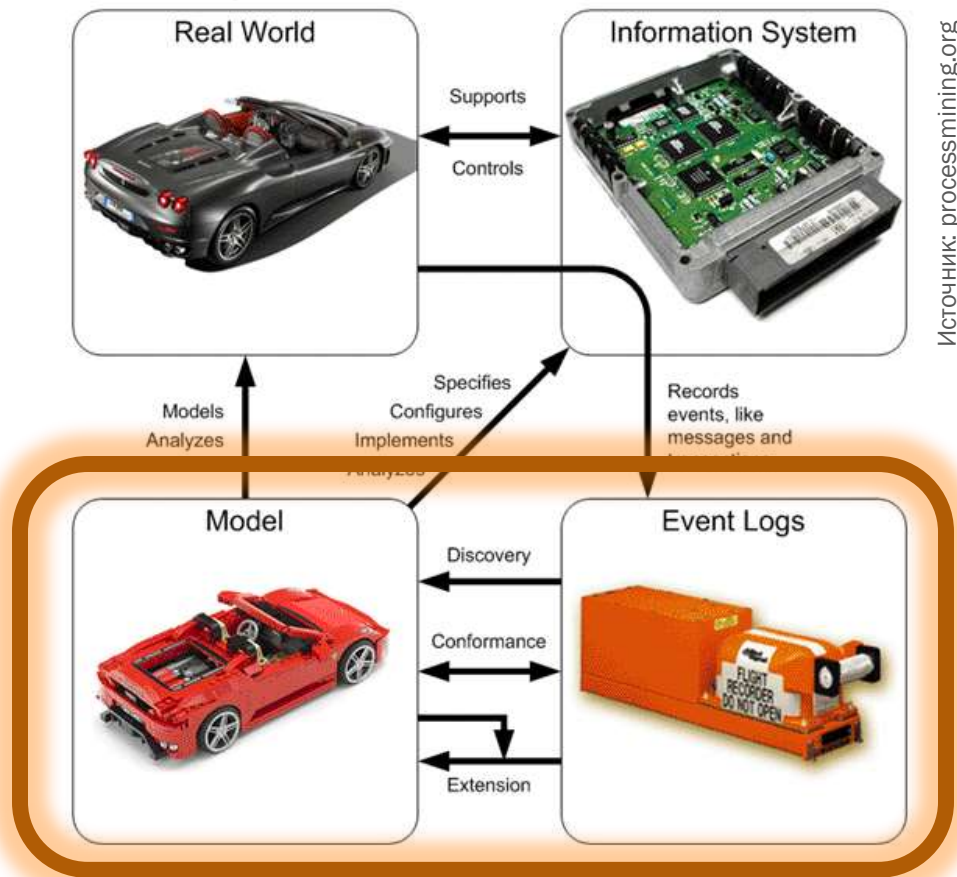 Real World
Information System
Supports
Controls
Источник: processmining.org
Models
Analyzes
Specifies
Configures
Implements
Analyzes
Records
events, like
messages and
Model
Event Logs
Discovery
Conformance
Extension
FLIGHT
RECORDER
DO NOT OPEN